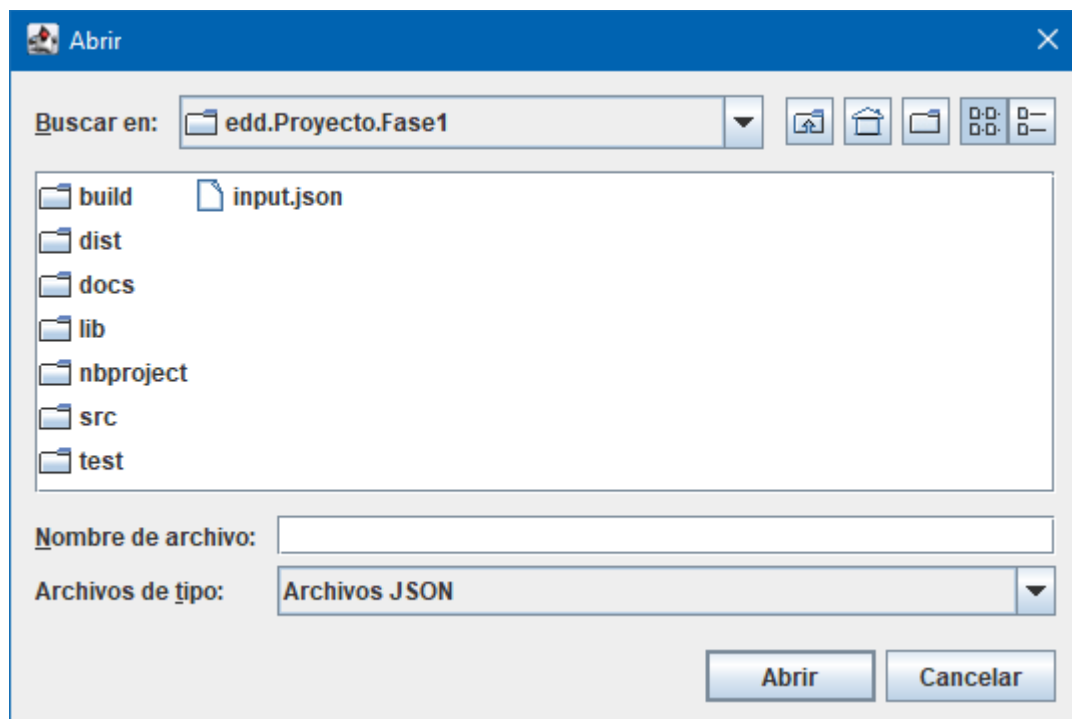 Abrir
Buscar en: edd.Proyecto.Fase1
build input.json
dist
docs
lib
nbproject
src
test
Nombre de archivo:
Archivos de tipo: Archivos JSON
Abrir Cancelar